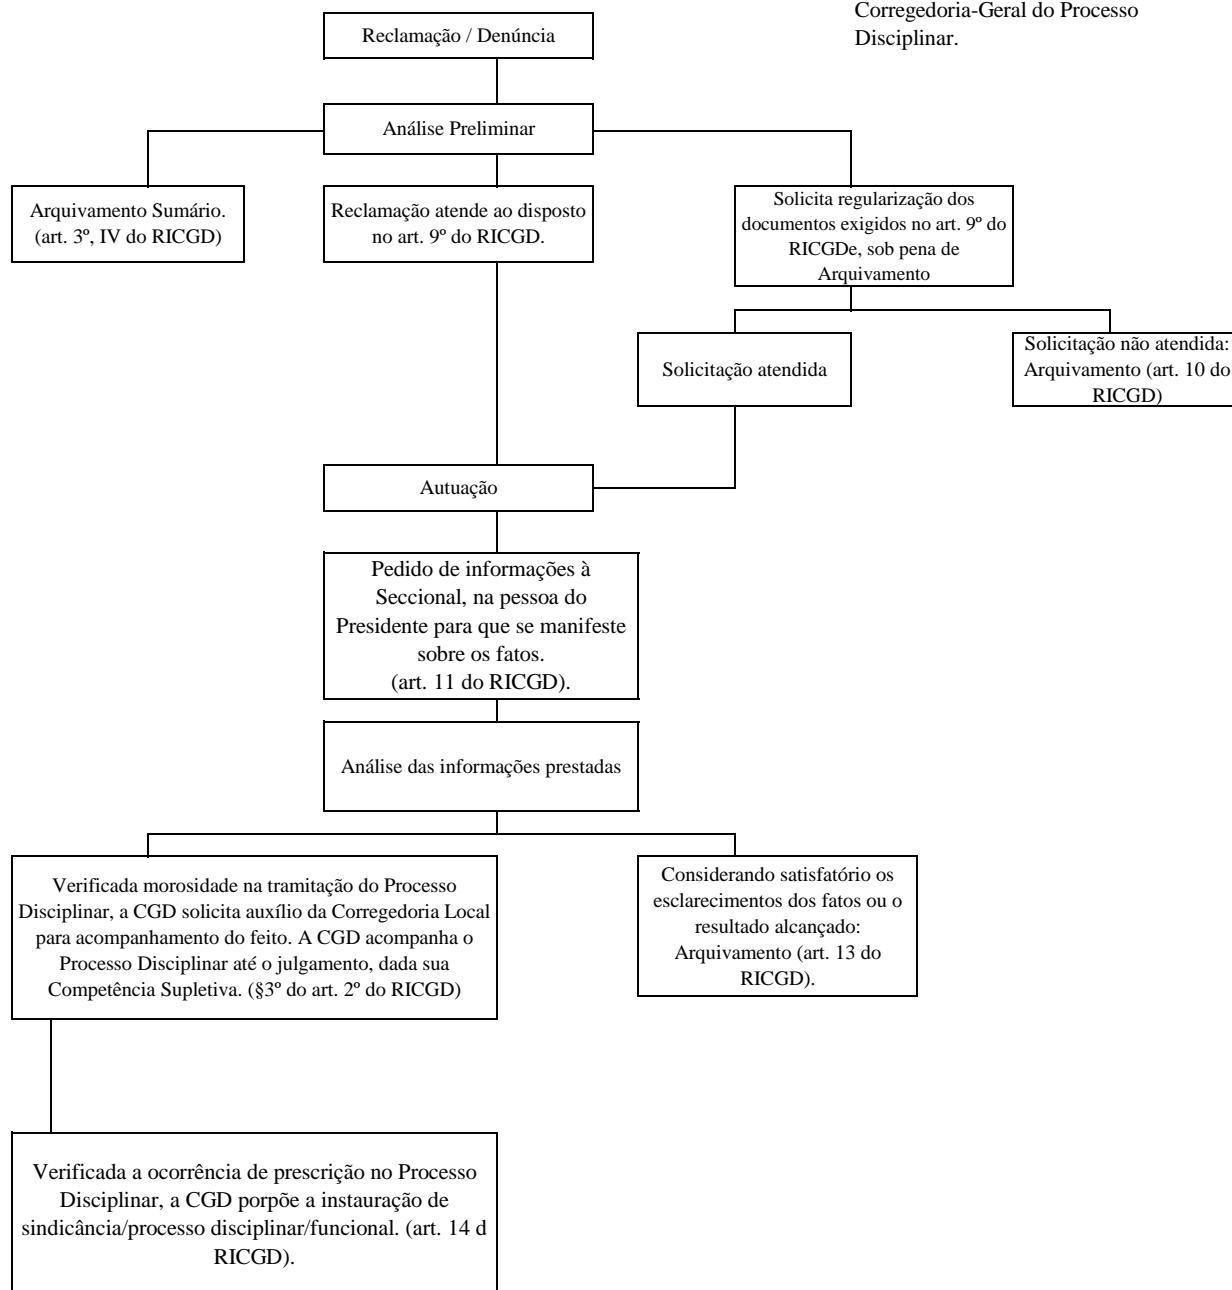 Corregedoria-Geral do Processo
Disciplinar.
Reclamação / Denúncia
Análise Preliminar
Arquivamento Sumário.
(art. 3º, IV do RICGD)
Reclamação atende ao disposto
no art. 9º do RICGD.
Solicita regularização dos
documentos exigidos no art. 9º do
RICGDe, sob pena de
Arquivamento
Solicitação atendida
Solicitação não atendida:
Arquivamento (art. 10 do
RICGD)
Autuação
Pedido de informações à
Seccional, na pessoa do
Presidente para que se manifeste
sobre os fatos.
(art. 11 do RICGD).
Análise das informações prestadas
Verificada morosidade na tramitação do Processo
Disciplinar, a CGD solicita auxílio da Corregedoria Local
para acompanhamento do feito. A CGD acompanha o
Processo Disciplinar até o julgamento, dada sua
Competência Supletiva. (§3º do art. 2º do RICGD)
Considerando satisfatório os
esclarecimentos dos fatos ou o
resultado alcançado:
Arquivamento (art. 13 do
RICGD).
Verificada a ocorrência de prescrição no Processo
Disciplinar, a CGD porpõe a instauração de
sindicância/processo disciplinar/funcional. (art. 14 d
RICGD).